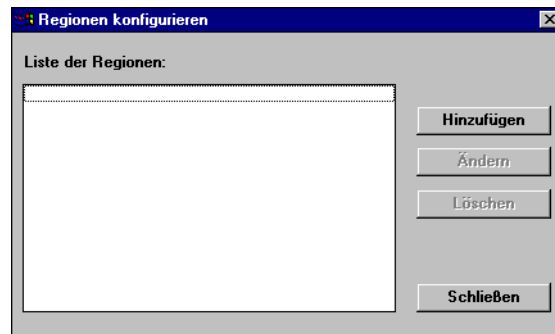 Regionen konfigurieren
Liste der Regionen:
Hinzufügen
Ändern
Löschen
Schließen